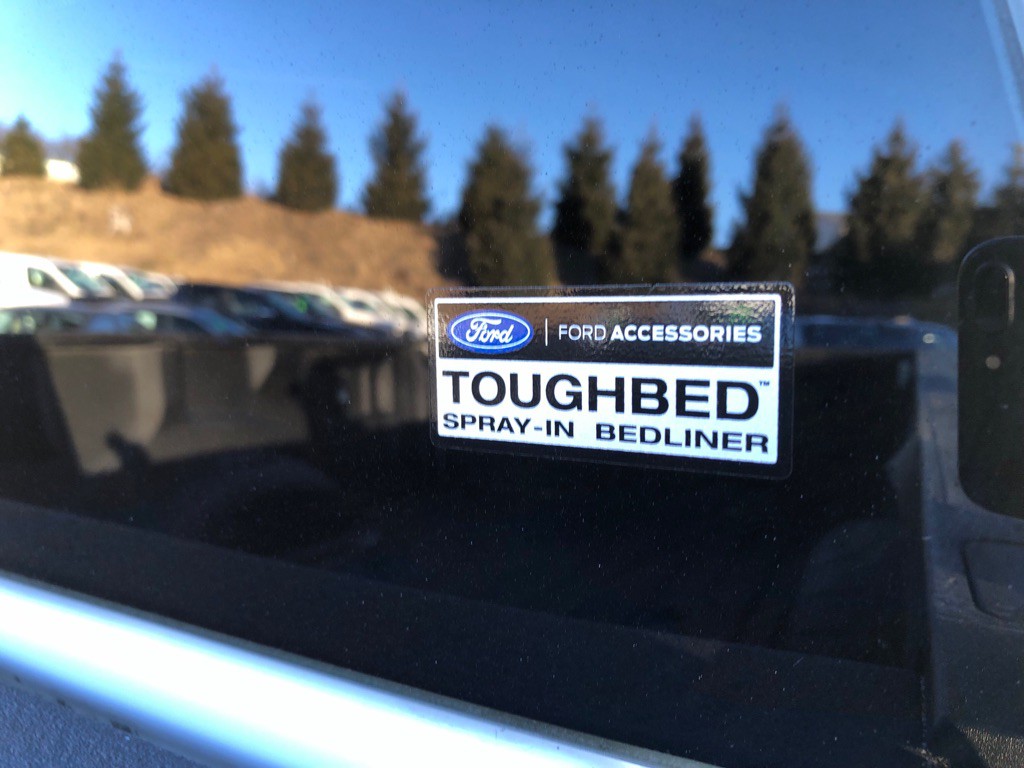 Ford | FORD ACCESSORIES
TOUGHBED™
SPRAY-IN BEDLINER